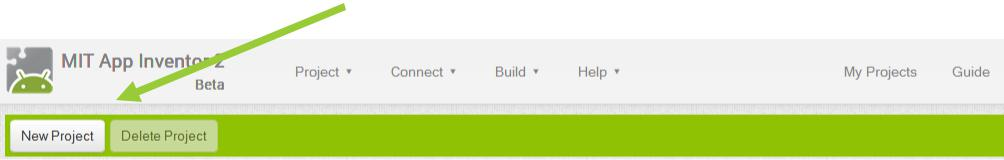 MIT App Inventor 2
Beta
Project Connect Build Help My Projects Guide
New Project Delete Project